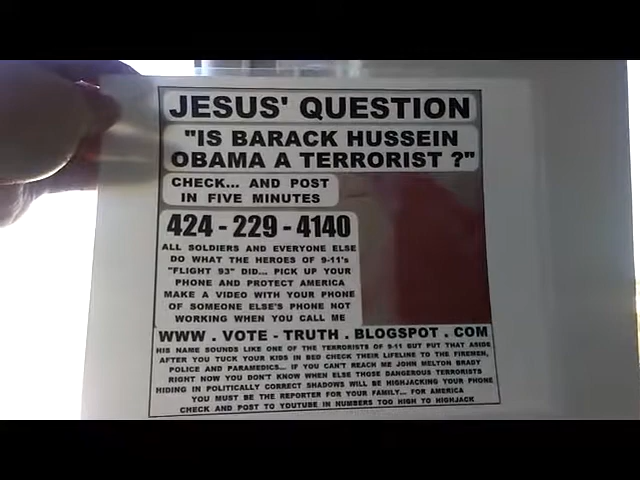 JESUS' QUESTION
"IS BARACK HUSSEIN
OBAMA A TERRORIST ?"
CHECK... AND POST
IN FIVE MINUTES
424 - 229 - 4140
ALL SOLDIERS AND EVERYONE ELSE
DO WHAT THE HEROES OF 9-11's
"FLIGHT 93" DID... PICK UP YOUR
PHONE AND PROTECT AMERICA
MAKE A VIDEO WITH YOUR PHONE
OF SOMEONE ELSE'S PHONE NOT
WORKING WHEN YOU CALL ME
WWW . VOTE - TRUTH . BLOGSPOT . COM
HIS NAME SOUNDS LIKE ONE OF THE TERRORISTS OF 9-11 BUT PUT THAT ASIDE
AFTER YOU TUCK YOUR KIDS IN BED CHECK THEIR LIFELINE TO THE FIREMEN,
POLICE AND PARAMEDICS... IF YOU CAN'T REACH ME JOHN MELTON BRADY
RIGHT NOW YOU DON'T KNOW WHEN ELSE THOSE DANGEROUS TERRORISTS
HIDING IN POLITICALLY CORRECT SHADOWS WILL BE HIGHJACKING YOUR PHONE
YOU MUST BE THE REPORTER FOR YOUR FAMILY... FOR AMERICA
CHECK AND POST TO YOUTUBE IN NUMBERS TOO HIGH TO HIGHJACK